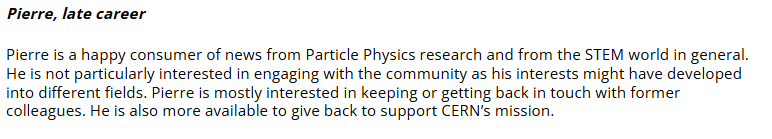 Pierre, late career
Pierre is a happy consumer of news from Particle Physics research and from the STEM world in general.
He is not particularly interested in engaging with the community as his interests might have developed
into different fields. Pierre is mostly interested in keeping or getting back in touch with former
colleagues. He is also more available to give back to support CERN’s mission.